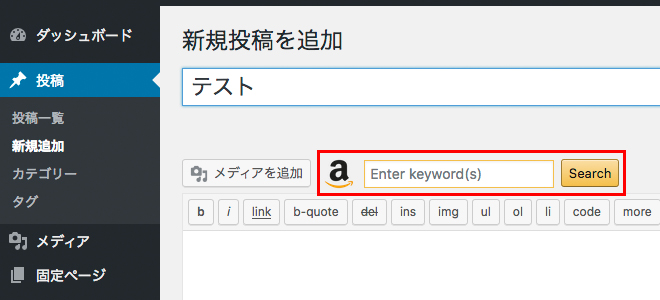 ダッシュボード
投稿
投稿一覧
新規追加
カテゴリー
タグ
メディア
固定ページ
新規投稿を追加
テスト
メディアを追加 a Enter keyword(s) Search
b i link b-quote del ins img ul ol li code more